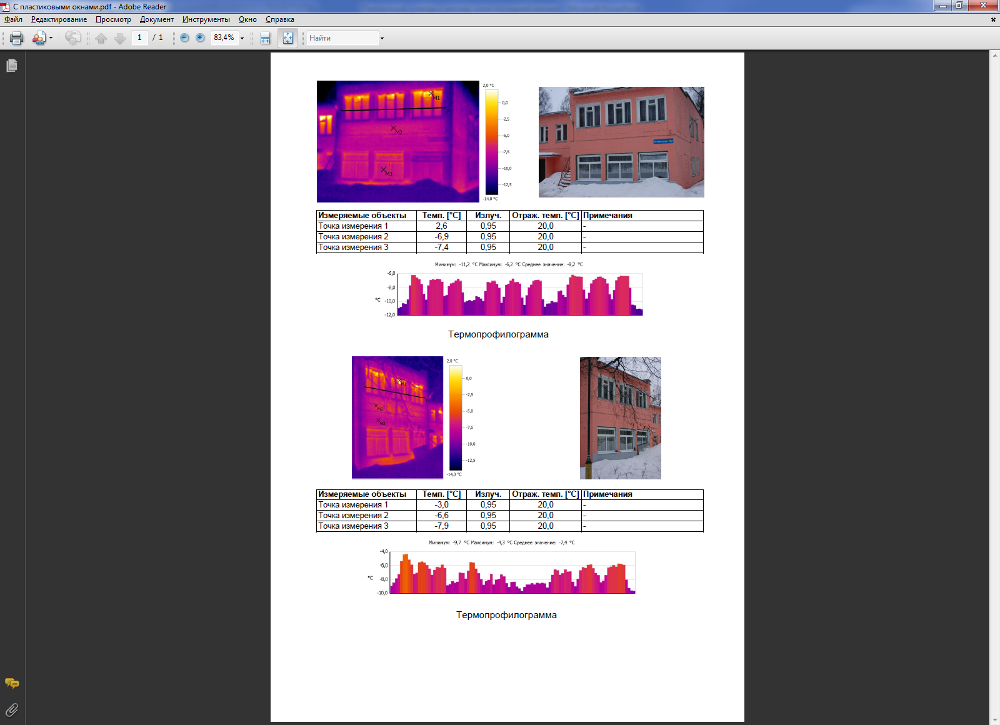 С пластиковыми окнами.pdf - Adobe Reader
Файл Редактирование Просмотр Документ Инструменты Окно Справка
1 / 1 83,4% Найти
2,0 °C
0,0
-2,5
-5,0
-7,5
-10,0
-12,5
-14,0 °C
M1
P
M2
M3
Измеряемые объекты Темп. [°C] Излуч. Отраж. темп. [°C] Примечания
Точка измерения 1 2,6 0,95 20,0 -
Точка измерения 2 -6,9 0,95 20,0 -
Точка измерения 3 -7,4 0,95 20,0 -
Минимум: -11,2 °C Максимум: -6,2 °C Среднее значение: -8,2 °C
-6,0
-8,0
°C -10,0
-12,0
Термопрофилограмма
2,0 °C
0,0
-2,5
-5,0
-7,5
-10,0
-12,5
-14,0 °C
M1
M2
Измеряемые объекты Темп. [°C] Излуч. Отраж. темп. [°C] Примечания
Точка измерения 1 -3,0 0,95 20,0 -
Точка измерения 2 -6,6 0,95 20,0 -
Точка измерения 3 -7,9 0,95 20,0 -
Минимум: -9,7 °C Максимум: -4,3 °C Среднее значение: -7,4 °C
-4,0
-6,0
°C -8,0
-10,0
Термопрофилограмма